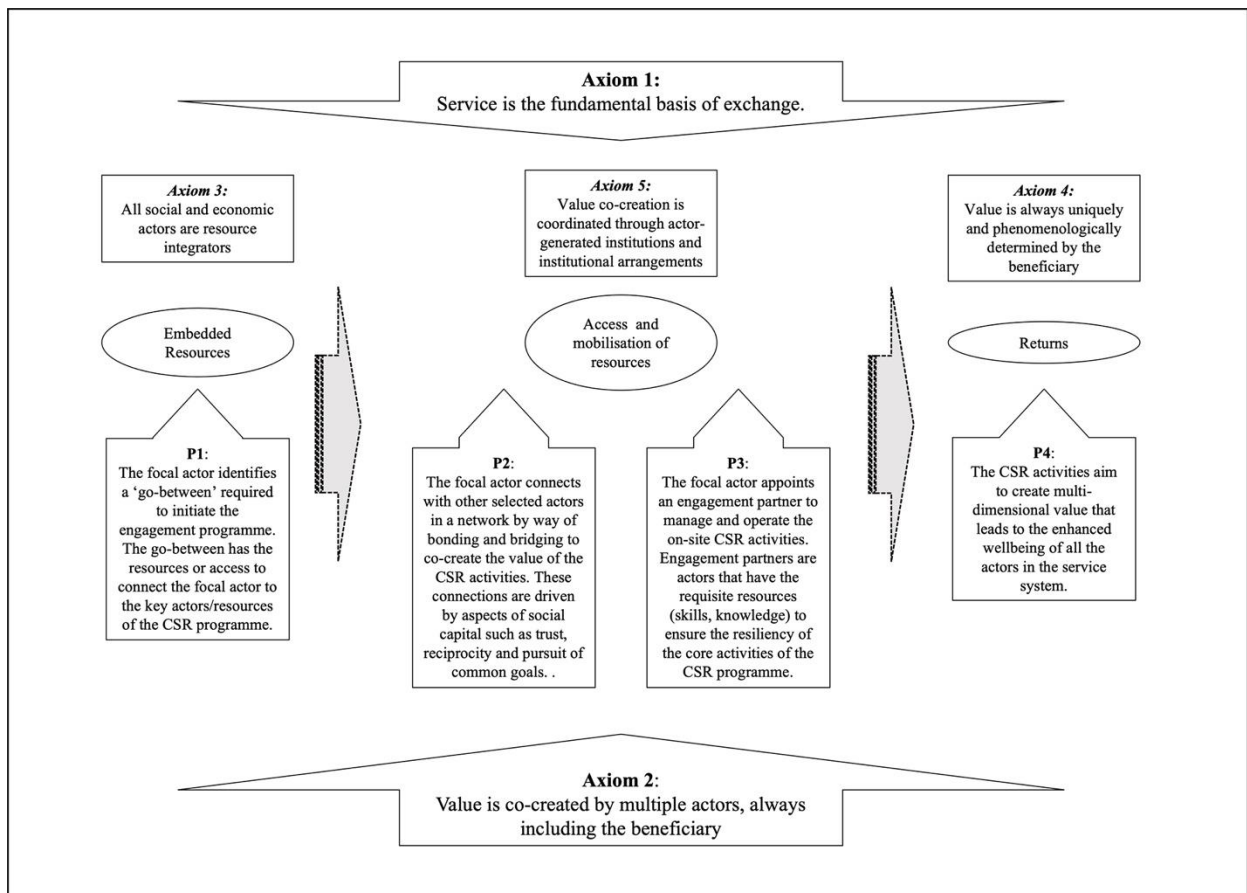 Axiom 1:
Service is the fundamental basis of exchange.
Axiom 3:
All social and economic
actors are resource
integrators
Axiom 5:
Value co-creation is
coordinated through actor-
generated institutions and
institutional arrangements
Axiom 4:
Value is always uniquely
and phenomenologically
determined by the
beneficiary
Embedded
Resources
Access and
mobilisation of
resources
Returns
P1:
The focal actor identifies
a ‘go-between’ required
to initiate the
engagement programme.
The go-between has the
resources or access to
connect the focal actor to
the key actors/resources
of the CSR programme.
P2:
The focal actor connects
with other selected actors
in a network by way of
bonding and bridging to
co-create the value of the
CSR activities. These
connections are driven
by aspects of social
capital such as trust,
reciprocity and pursuit of
common goals. .
P3:
The focal actor appoints
an engagement partner to
manage and operate the
on-site CSR activities.
Engagement partners are
actors that have the
requisite resources
(skills, knowledge) to
ensure the resiliency of
the core activities of the
CSR programme.
P4:
The CSR activities aim
to create multi-
dimensional value that
leads to the enhanced
wellbeing of all the
actors in the service
system.
Axiom 2:
Value is co-created by multiple actors, always
including the beneficiary